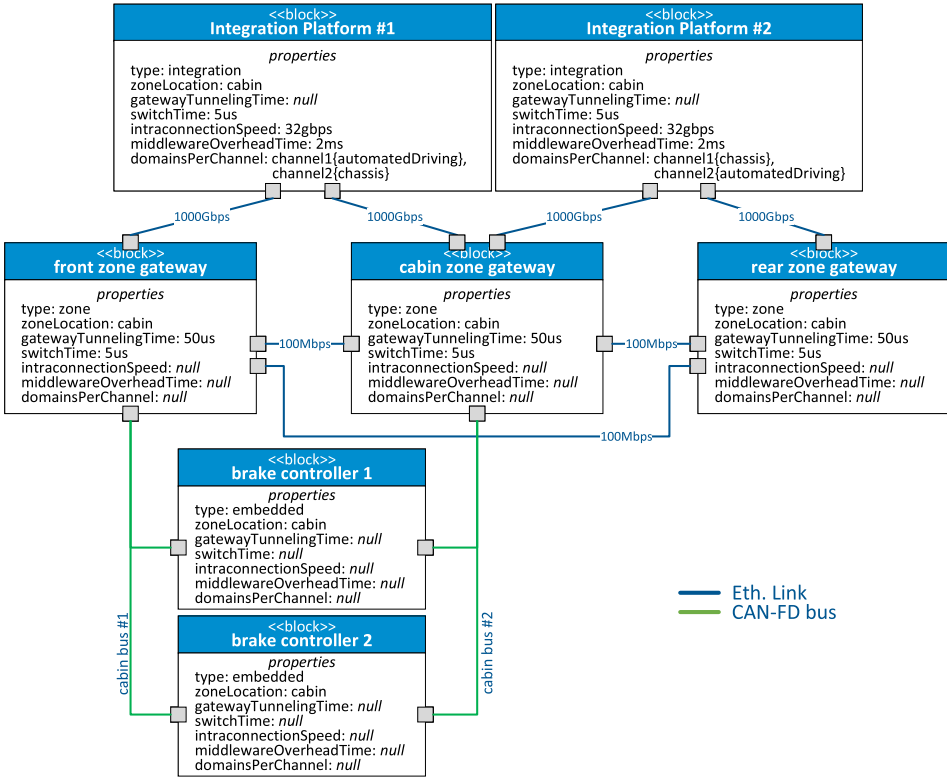 <<block>>
Integration Platform #1
properties
type: integration
zoneLocation: cabin
gatewayTunnelingTime: null
switchTime: 5us
intraconnectionSpeed: 32gbps
middlewareOverheadTime: 2ms
domainsPerChannel: channel1{automatedDriving},
channel2{chassis}
<<block>>
Integration Platform #2
properties
type: integration
zoneLocation: cabin
gatewayTunnelingTime: null
switchTime: 5us
intraconnectionSpeed: 32gbps
middlewareOverheadTime: 2ms
domainsPerChannel: channel1{chassis},
channel2{automatedDriving}
1000Gbps
1000Gbps
1000Gbps
1000Gbps
<<block>>
front zone gateway
properties
type: zone
zoneLocation: cabin
gatewayTunnelingTime: 50us
switchTime: 5us
intraconnectionSpeed: null
middlewareOverheadTime: null
domainsPerChannel: null
100Mbps
<<block>>
cabin zone gateway
properties
type: zone
zoneLocation: cabin
gatewayTunnelingTime: 50us
switchTime: 5us
intraconnectionSpeed: null
middlewareOverheadTime: null
domainsPerChannel: null
100Mbps
<<block>>
rear zone gateway
properties
type: zone
zoneLocation: cabin
gatewayTunnelingTime: 50us
switchTime: 5us
intraconnectionSpeed: null
middlewareOverheadTime: null
domainsPerChannel: null
100Mbps
<<block>>
brake controller 1
properties
type: embedded
zoneLocation: cabin
gatewayTunnelingTime: null
switchTime: null
intraconnectionSpeed: null
middlewareOverheadTime: null
domainsPerChannel: null
cabin bus #1
<<block>>
brake controller 2
properties
type: embedded
zoneLocation: cabin
gatewayTunnelingTime: null
switchTime: null
intraconnectionSpeed: null
middlewareOverheadTime: null
domainsPerChannel: null
cabin bus #2
Eth. Link
CAN-FD bus